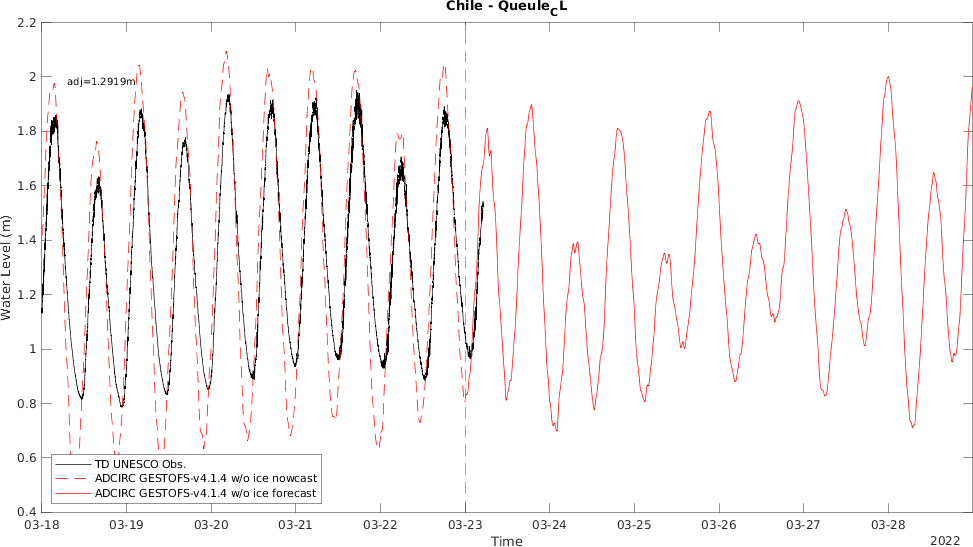 Chile - Queule_CL
2.2
2
1.8
1.6
1.4
1.2
1
0.8
0.6
0.4
Water Level (m)
adj=1.2919m
TD UNESCO Obs.
ADCIRC GESTOFS-v4.1.4 w/o ice nowcast
ADCIRC GESTOFS-v4.1.4 w/o ice forecast
03-18 03-19 03-20 03-21 03-22 03-23 03-24 03-25 03-26 03-27 03-28
Time
2022